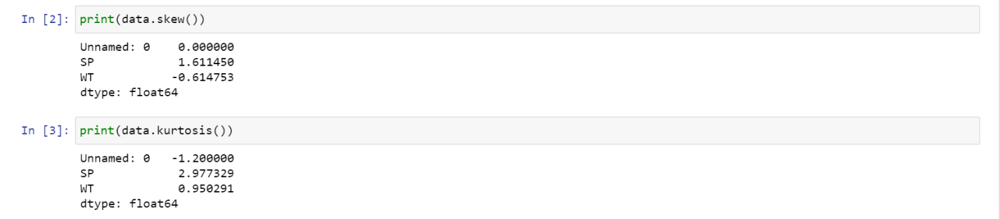 In [2]: print(data.skew())
Unnamed: 0    0.000000
SP            1.611450
WT           -0.614753
dtype: float64
In [3]: print(data.kurtosis())
Unnamed: 0   -1.200000
SP            2.977329
WT            0.950291
dtype: float64